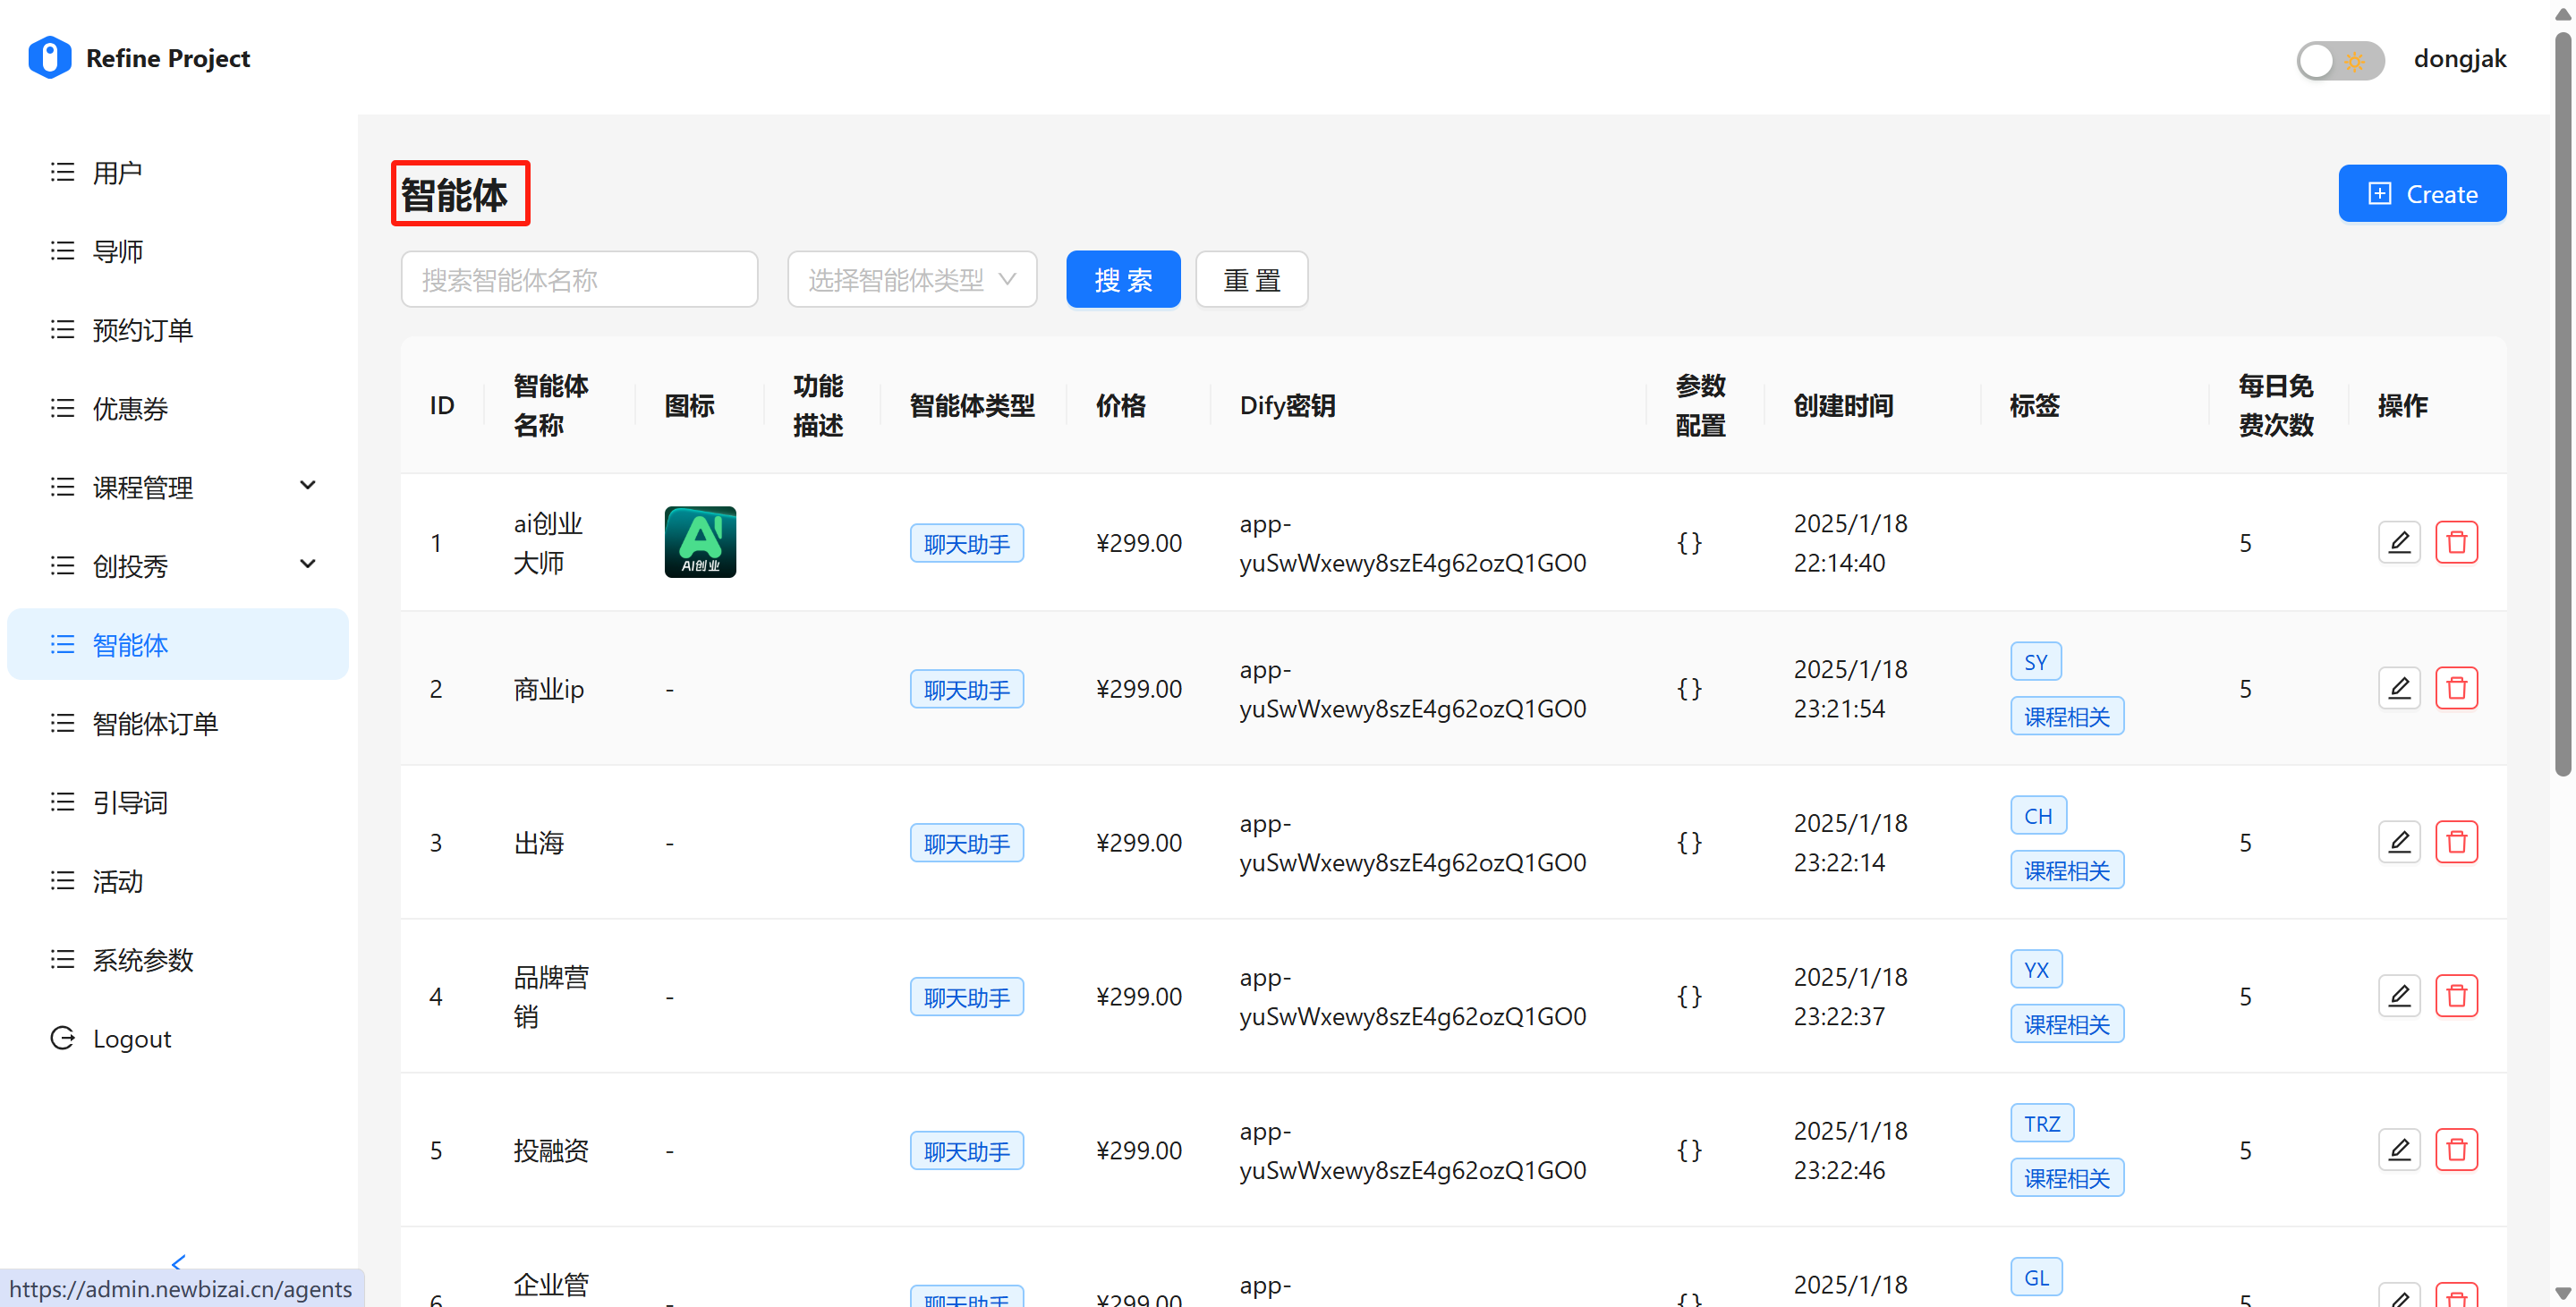 Refine Project
dongjak
用户
导师
预约订单
优惠券
课程管理
创投秀
智能体
智能体订单
引导词
活动
系统参数
Logout
https://admin.newbizai.cn/agents
智能体
Create
搜索智能体名称
选择智能体类型
搜 索
重 置
ID
智能体
名称
图标
功能
描述
智能体类型
价格
Dify密钥
参数
配置
创建时间
标签
每日免
费次数
操作
1
ai创业
大师
AI
AI创业
聊天助手
¥299.00
app-
yuSwWxewy8szE4g62ozQ1GO0
{}
2025/1/18
22:14:40
5
2
商业ip
-
聊天助手
¥299.00
app-
yuSwWxewy8szE4g62ozQ1GO0
{}
2025/1/18
23:21:54
SY
课程相关
5
3
出海
-
聊天助手
¥299.00
app-
yuSwWxewy8szE4g62ozQ1GO0
{}
2025/1/18
23:22:14
CH
课程相关
5
4
品牌营
销
-
聊天助手
¥299.00
app-
yuSwWxewy8szE4g62ozQ1GO0
{}
2025/1/18
23:22:37
YX
课程相关
5
5
投融资
-
聊天助手
¥299.00
app-
yuSwWxewy8szE4g62ozQ1GO0
{}
2025/1/18
23:22:46
TRZ
课程相关
5
6
企业管
-
聊天助手
¥299.00
app-
{}
2025/1/18
GL
5